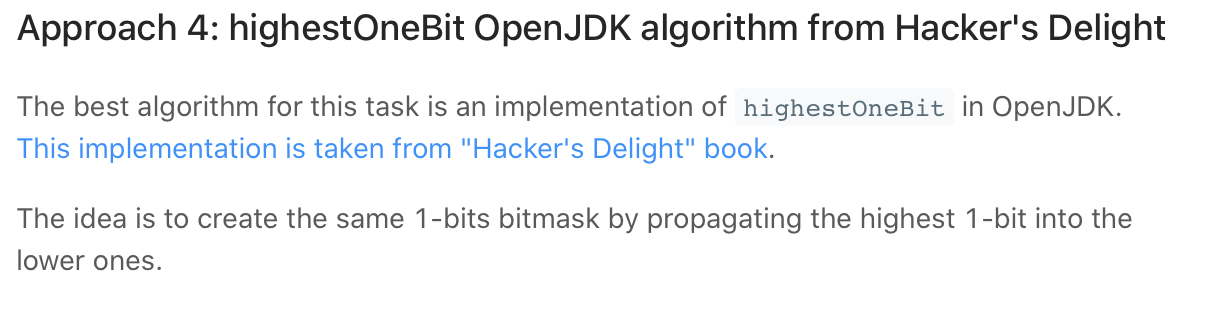 Approach 4: highestOneBit OpenJDK algorithm from Hacker's Delight
The best algorithm for this task is an implementation of highestOneBit in OpenJDK.
This implementation is taken from "Hacker's Delight" book.
The idea is to create the same 1-bits bitmask by propagating the highest 1-bit into the
lower ones.